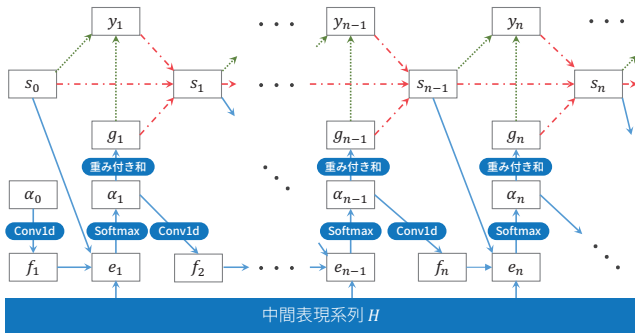 y₁ · · · yₙ₋₁ yₙ · · ·
s₀ s₁ · · · sₙ₋₁ sₙ
g₁ gₙ₋₁ gₙ
重み付き和 重み付き和 重み付き和
α₀ α₁ αₙ₋₁ αₙ
Conv1d Softmax Conv1d Softmax Conv1d Softmax
f₁ e₁ f₂ · · · eₙ₋₁ fₙ eₙ
中間表現系列 H